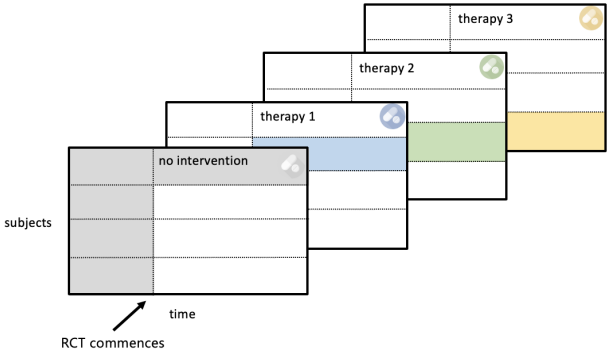 therapy 3
therapy 2
therapy 1
no intervention
subjects
time
RCT commences